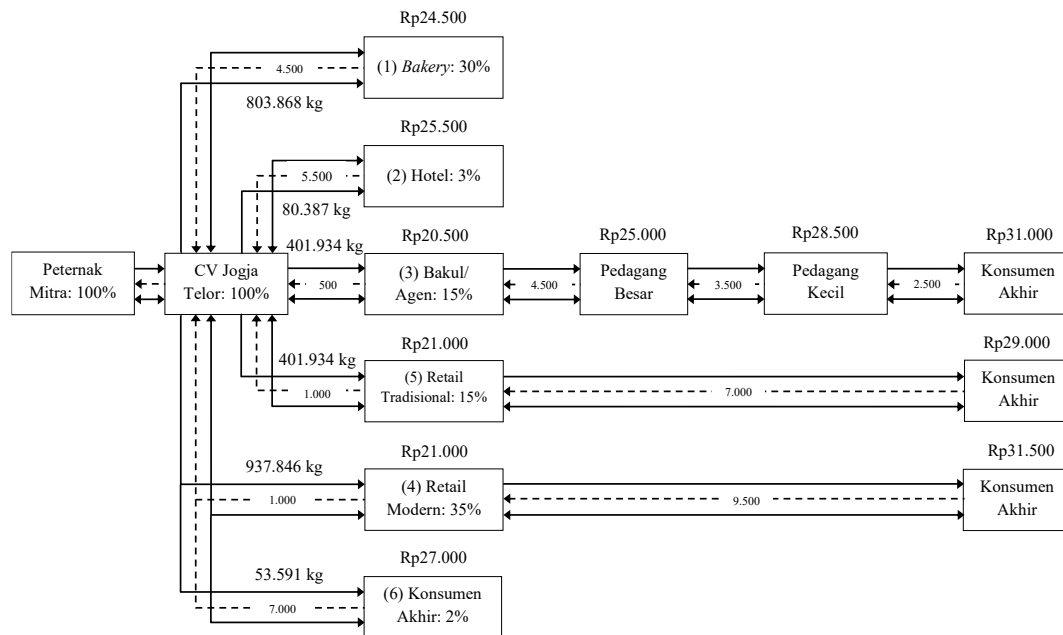 Rp24.500
(1) Bakery: 30%
4.500
803.868 kg
Rp25.500
(2) Hotel: 3%
5.500
80.387 kg
401.934 kg
Rp20.500
Rp25.000
Rp28.500
Rp31.000
Peternak
Mitra: 100%
CV Jogja
Telor: 100%
500
(3) Bakul/
Agen: 15%
4.500
Pedagang
Besar
3.500
Pedagang
Kecil
2.500
Konsumen
Akhir
401.934 kg
Rp21.000
Rp29.000
1.000
(5) Retail
Tradisional: 15%
7.000
Konsumen
Akhir
937.846 kg
Rp21.000
Rp31.500
1.000
(4) Retail
Modern: 35%
9.500
Konsumen
Akhir
53.591 kg
Rp27.000
7.000
(6) Konsumen
Akhir: 2%